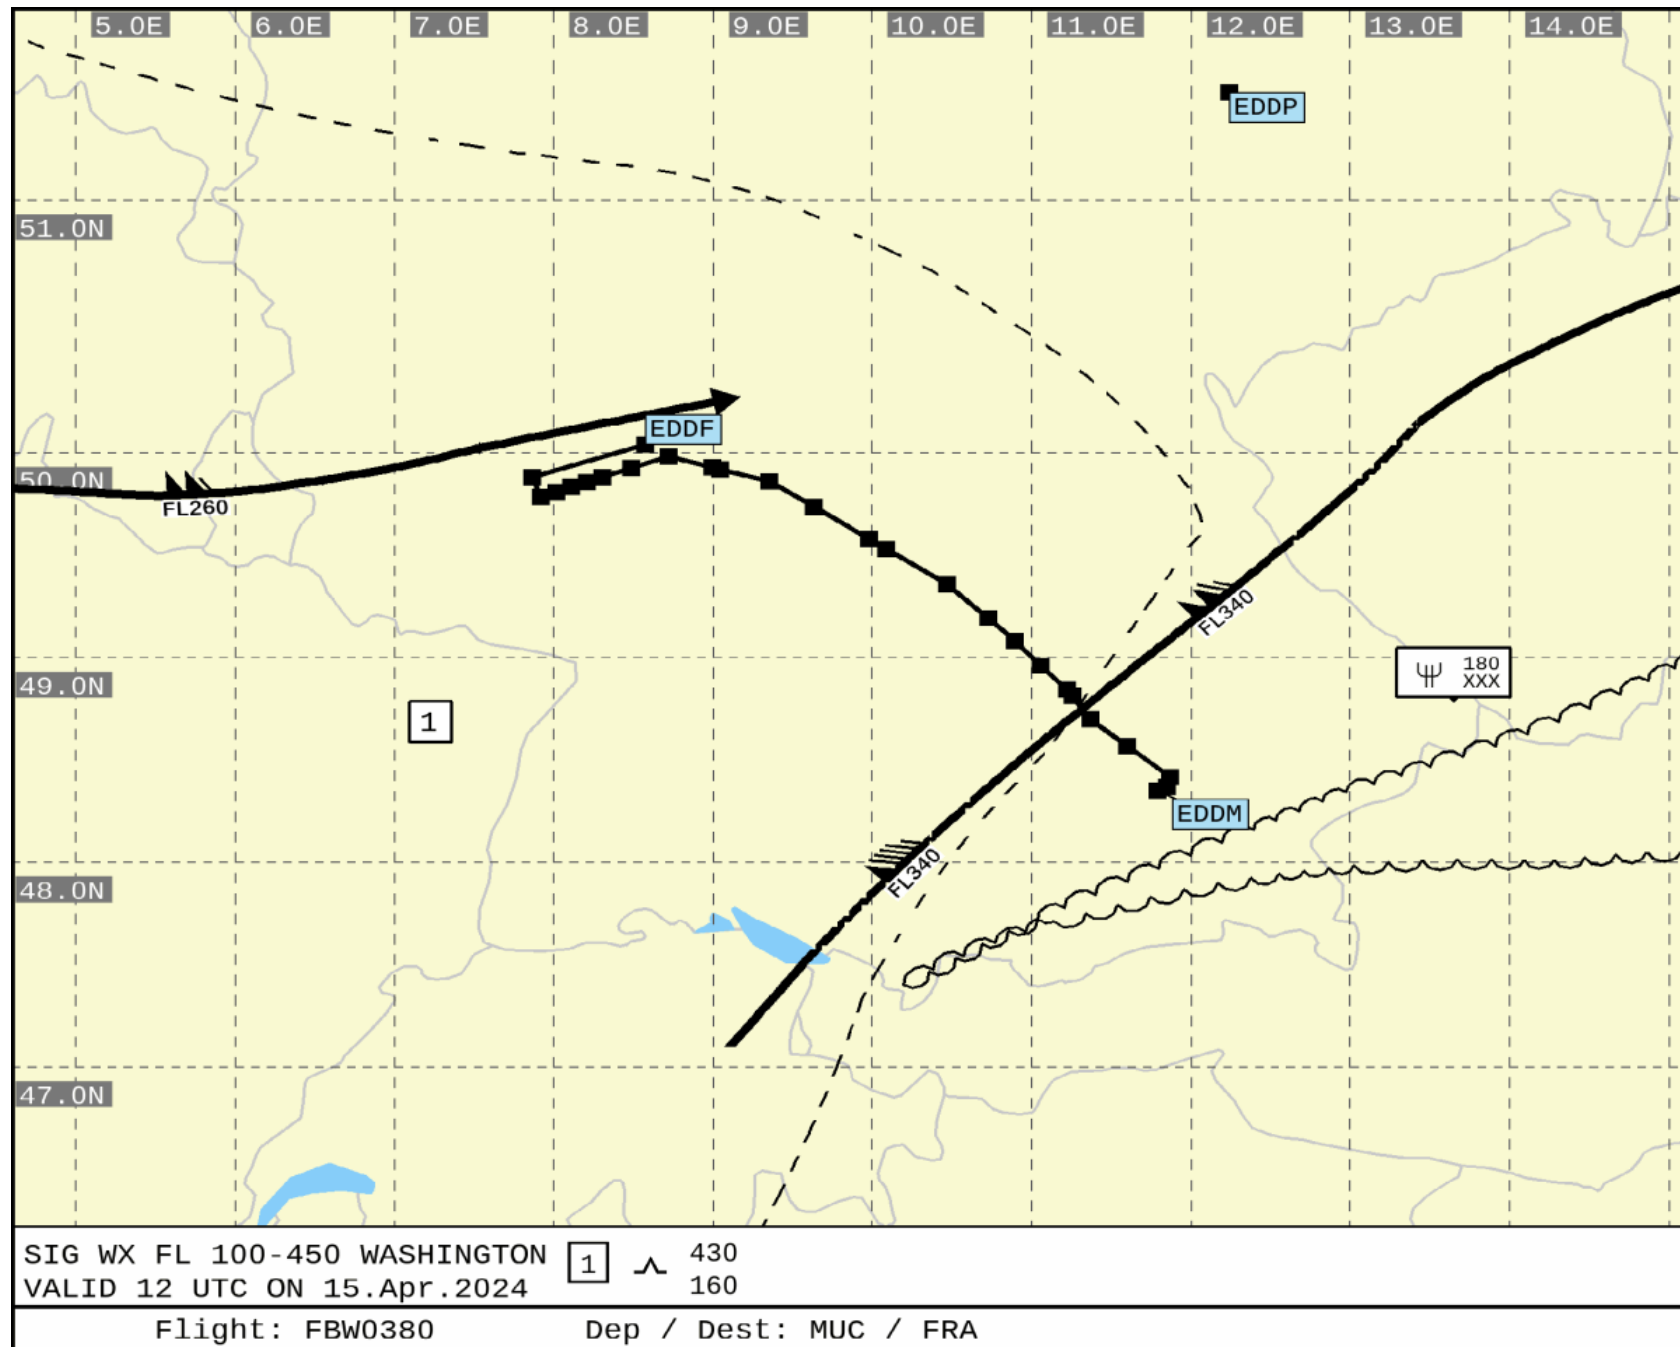 5.0E 6.0E 7.0E 8.0E 9.0E 10.0E 11.0E 12.0E 13.0E 14.0E
EDDP
51.0N
EDDF
50.0N
FL260
FL340
180
XXX
49.0N
1
EDDM
FL340
48.0N
47.0N
SIG WX FL 100-450 WASHINGTON
VALID 12 UTC ON 15.Apr.2024
1
430
160
Flight: FBW0380 Dep / Dest: MUC / FRA